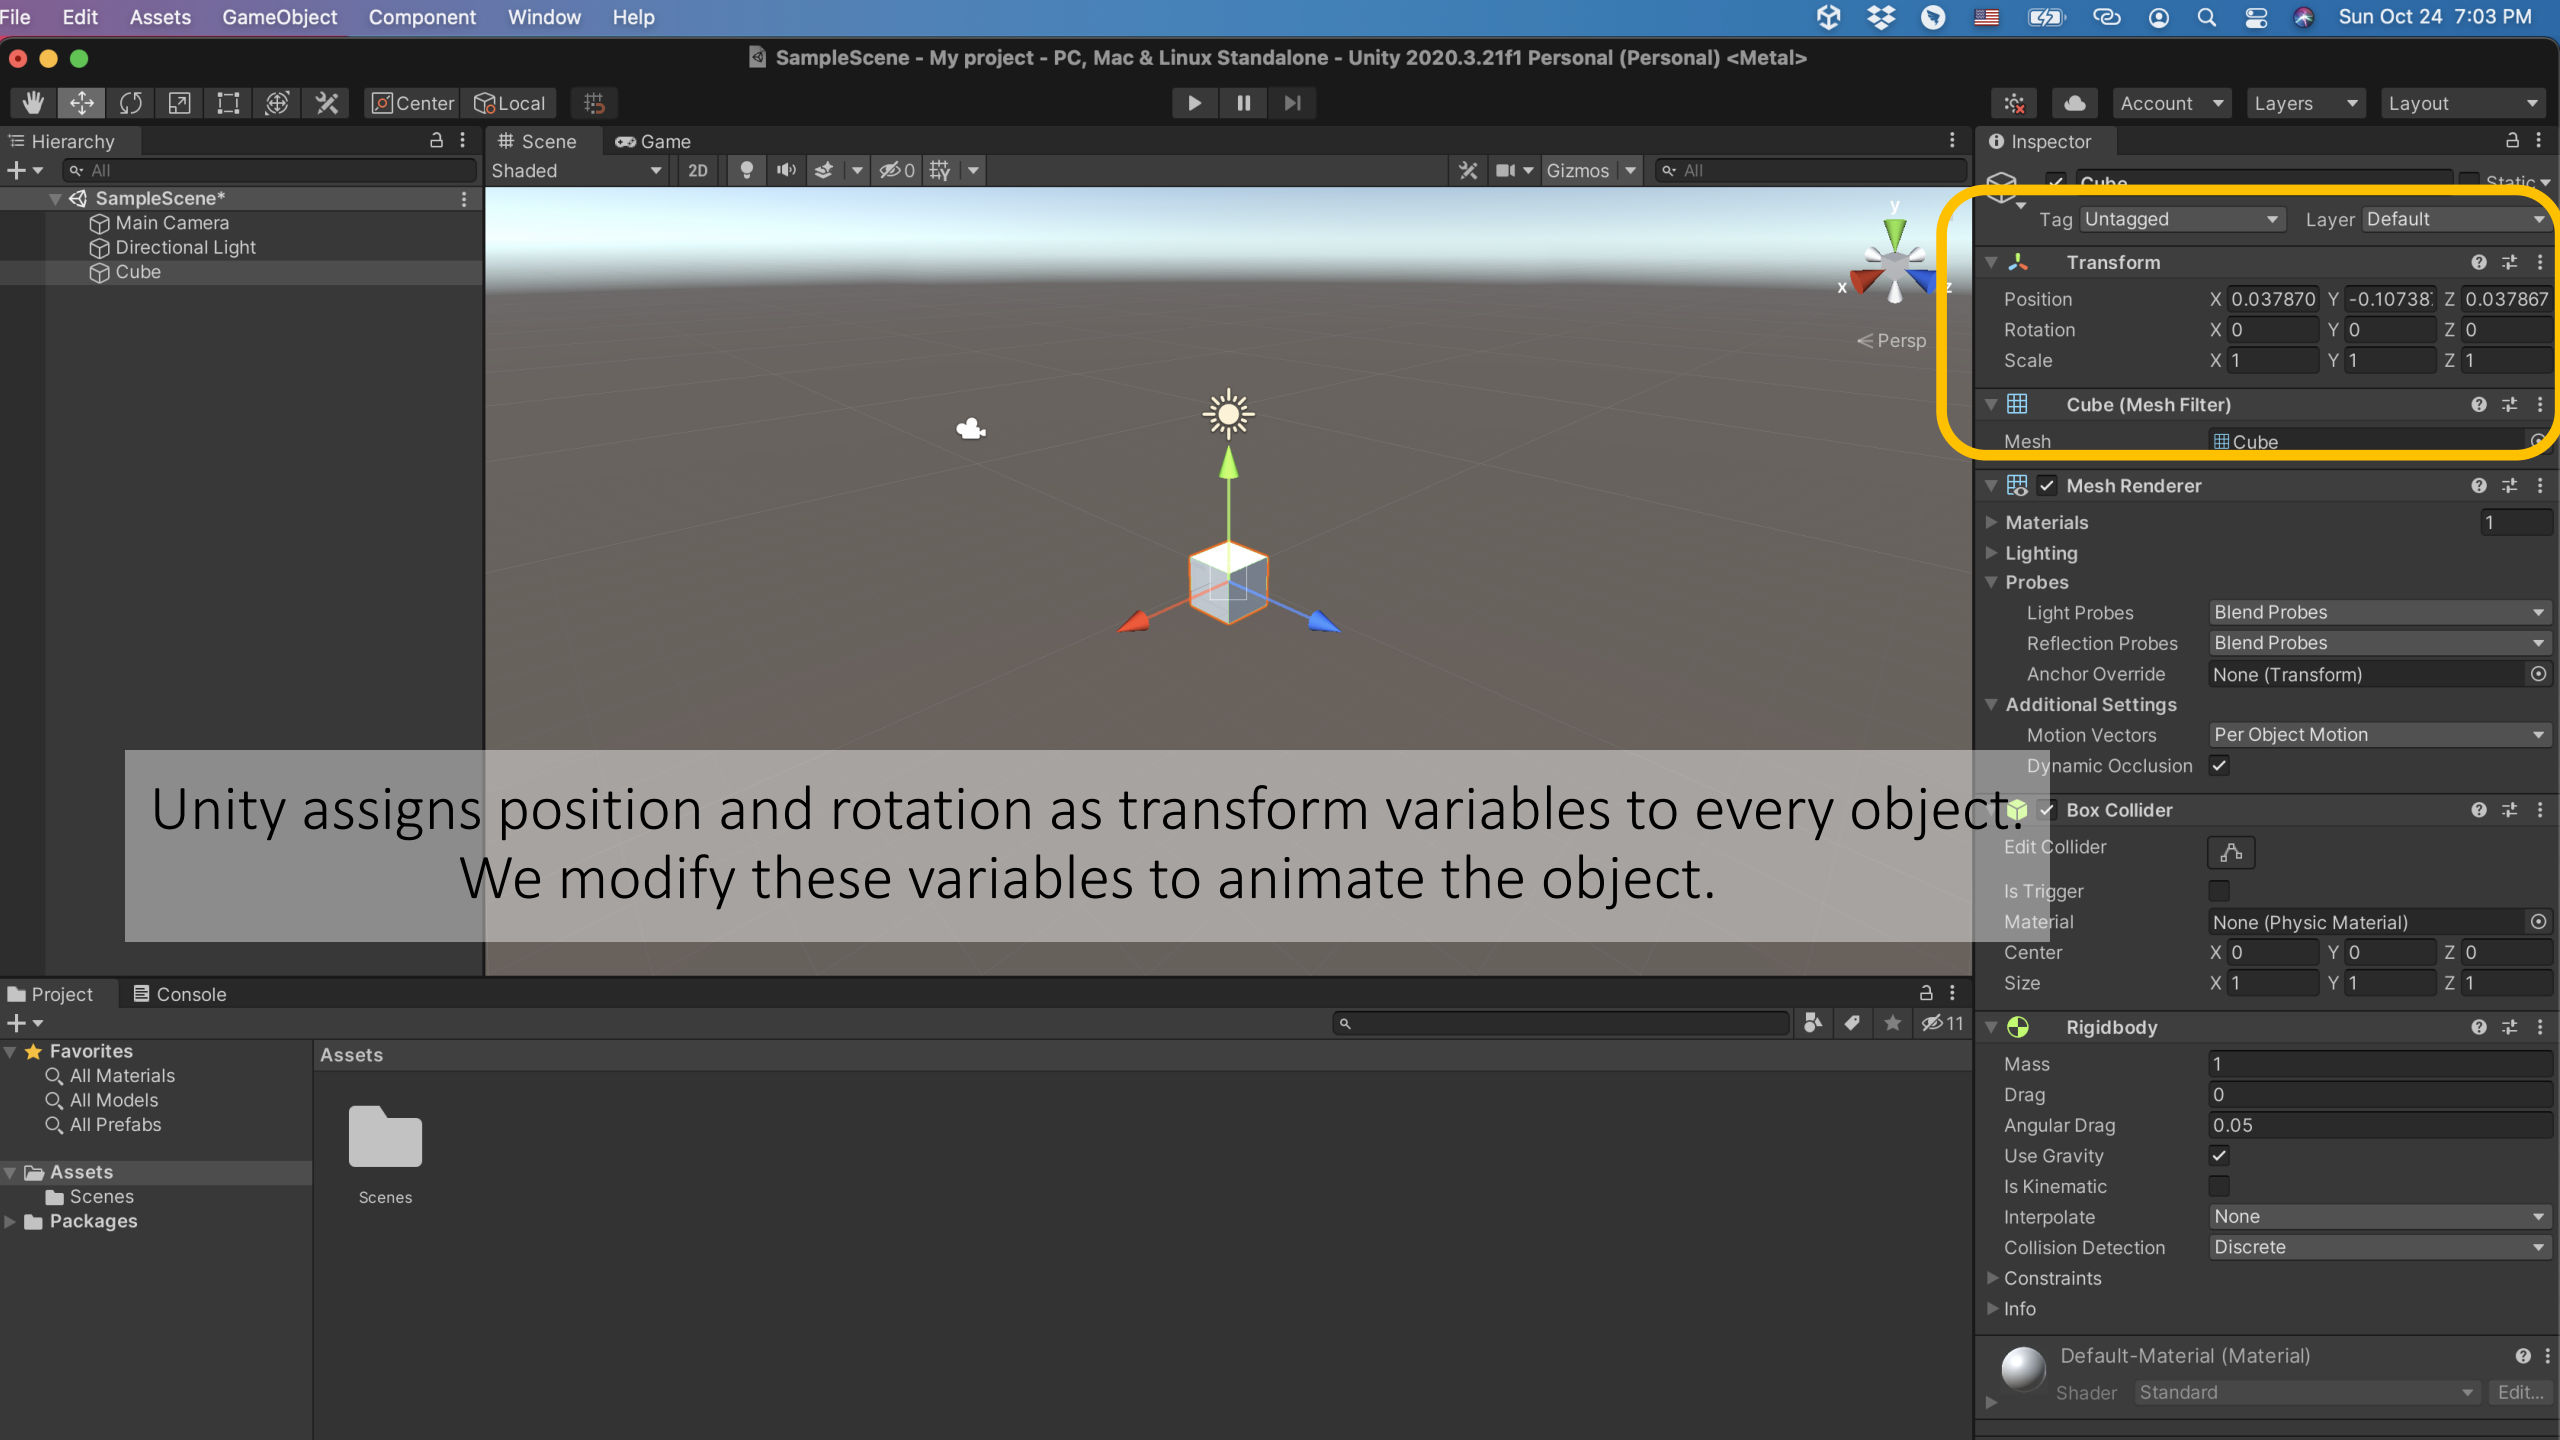 File Edit Assets GameObject Component Window Help Sun Oct 24 7:03 PM
SampleScene - My project - PC, Mac & Linux Standalone - Unity 2020.3.21f1 Personal (Personal) <Metal>
Center Local Account Layers Layout
Hierarchy
All
SampleScene*
Main Camera
Directional Light
Cube
Scene Game
Shaded 2D 0 Gizmos All
y
x
z
Persp
Inspector
Cube Static
Tag Untagged Layer Default
Transform
Position X 0.037870 Y -0.10738 Z 0.037867
Rotation X 0 Y 0 Z 0
Scale X 1 Y 1 Z 1
Cube (Mesh Filter)
Mesh Cube
Mesh Renderer
Materials 1
Lighting
Probes
Light Probes Blend Probes
Reflection Probes Blend Probes
Anchor Override None (Transform)
Additional Settings
Motion Vectors Per Object Motion
Dynamic Occlusion
Box Collider
Edit Collider
Is Trigger
Material None (Physic Material)
Center X 0 Y 0 Z 0
Size X 1 Y 1 Z 1
Rigidbody
Mass 1
Drag 0
Angular Drag 0.05
Use Gravity
Is Kinematic
Interpolate None
Collision Detection Discrete
Constraints
Info
Default-Material (Material)
Shader Standard Edit...
Unity assigns position and rotation as transform variables to every object.
We modify these variables to animate the object.
Project Console
11
Favorites
All Materials
All Models
All Prefabs
Assets
Scenes
Packages
Assets
Scenes